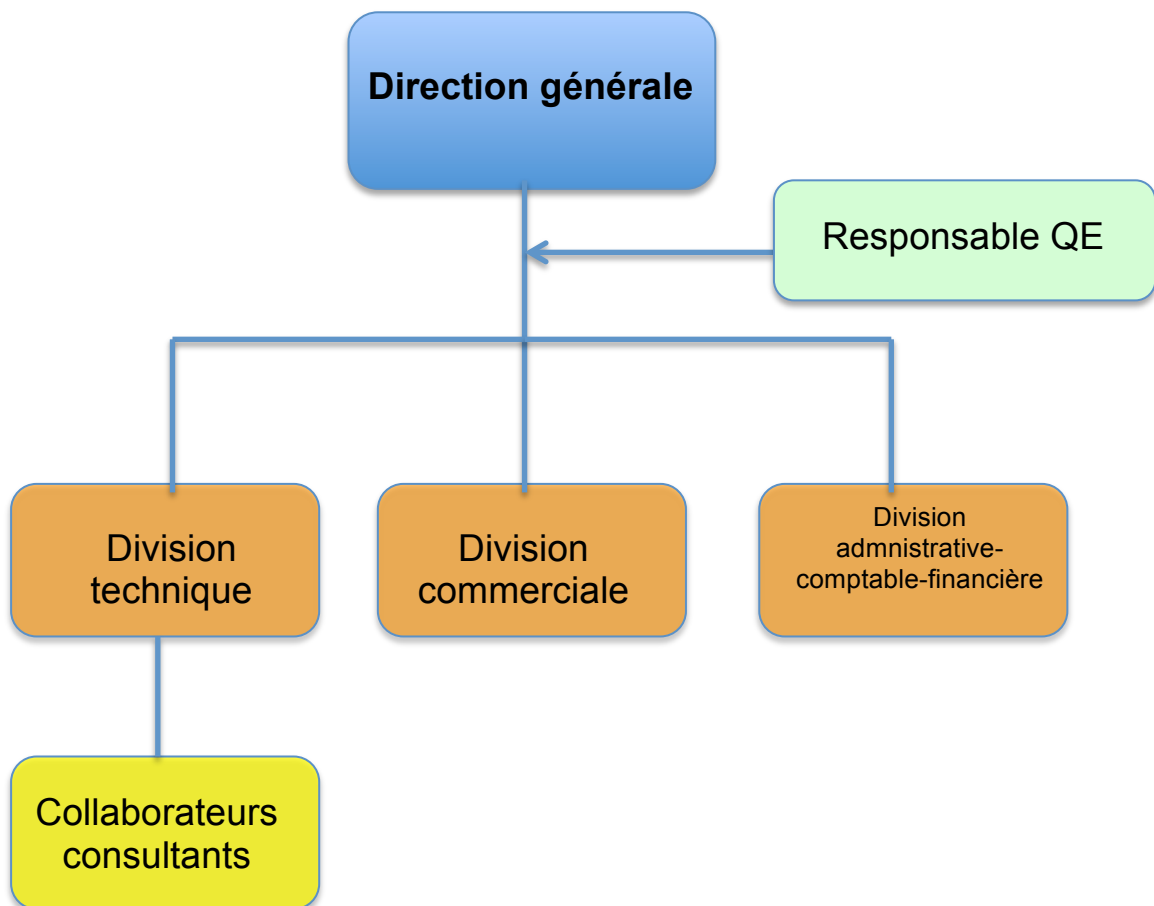 Direction générale
Responsable QE
Division
technique
Division
commerciale
Division
admnistrative-
comptable-financière
Collaborateurs
consultants